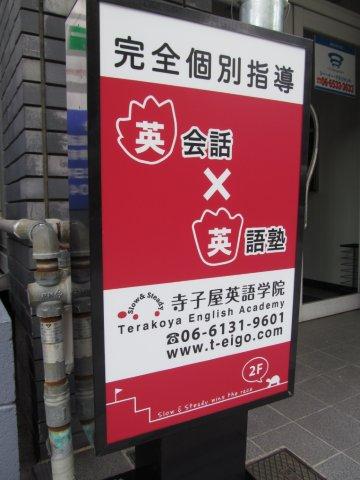 完全個別指導
英会話
×
英語塾
Slow & Steady
寺子屋英語学院
Terakoya English Academy
☎06-6131-9601
www.t-eigo.com
2F
Slow & Steady wins the race